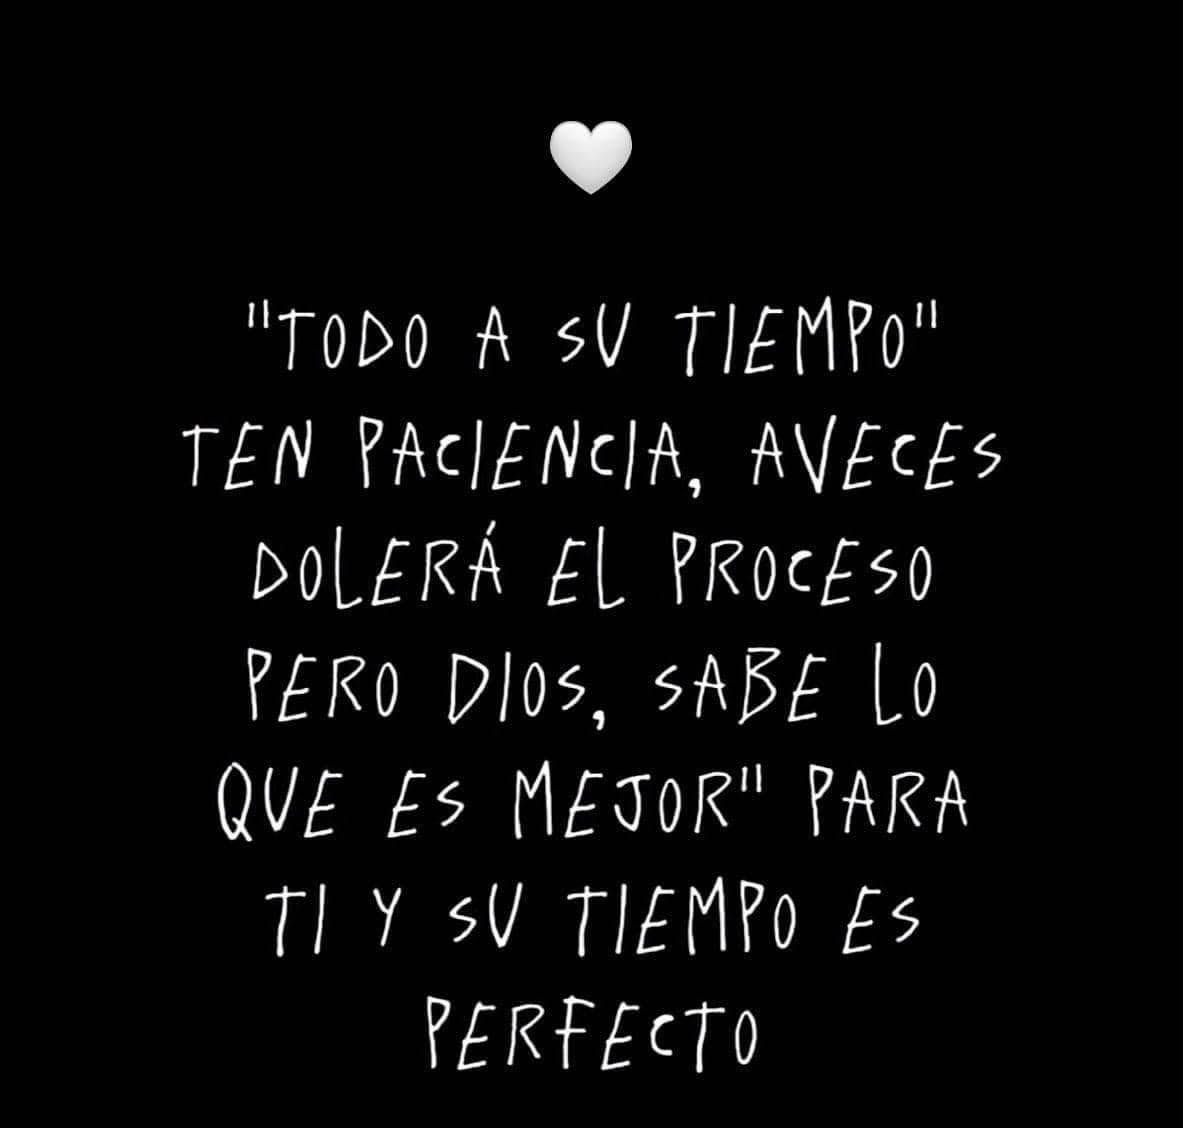 "TODO A SU TIEMPO"
TEN PACIENCIA, AVECES
DOLERÁ EL PROCESO
PERO DIOS, SABE LO
QUE ES MEJOR" PARA
TI Y SU TIEMPO ES
PERFECTO